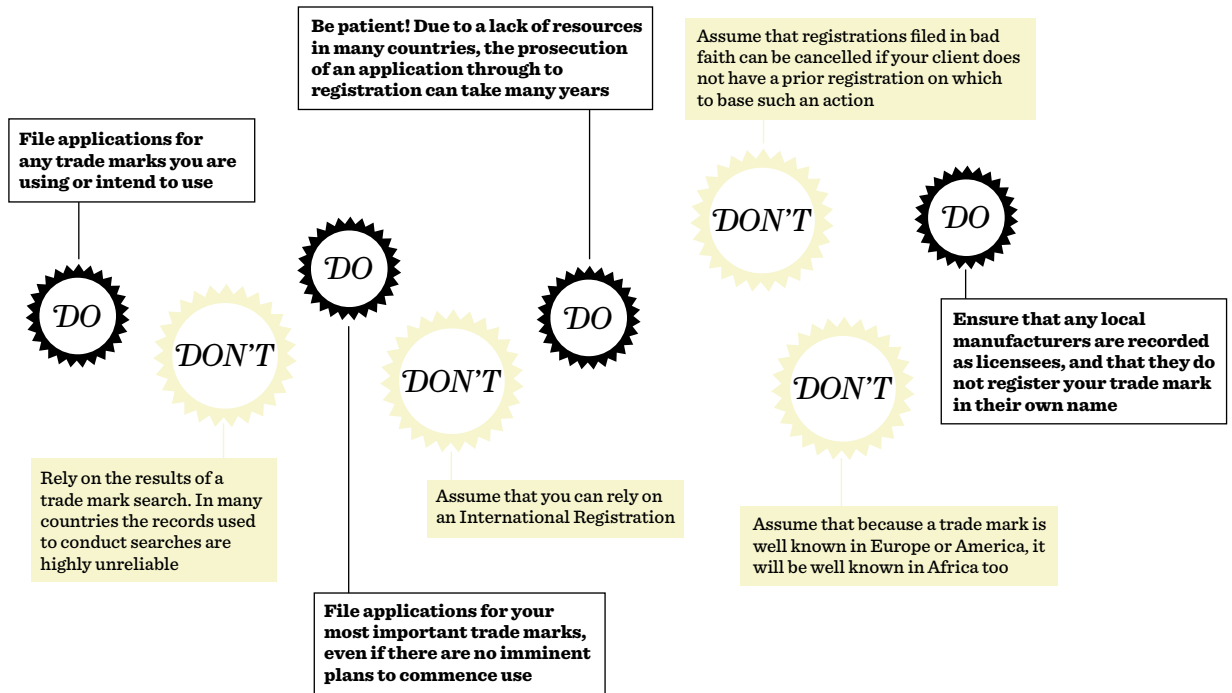 File applications for
any trade marks you are
using or intend to use
DO
DON'T
Rely on the results of a
trade mark search. In many
countries the records used
to conduct searches are
highly unreliable
DO
File applications for your
most important trade marks,
even if there are no imminent
plans to commence use
DON'T
Assume that you can rely on
an International Registration
Be patient! Due to a lack of resources
in many countries, the prosecution
of an application through to
registration can take many years
DO
Assume that registrations filed in bad
faith can be cancelled if your client does
not have a prior registration on which
to base such an action
DON'T
DON'T
Assume that because a trade mark is
well known in Europe or America, it
will be well known in Africa too
DO
Ensure that any local
manufacturers are recorded
as licensees, and that they do
not register your trade mark
in their own name